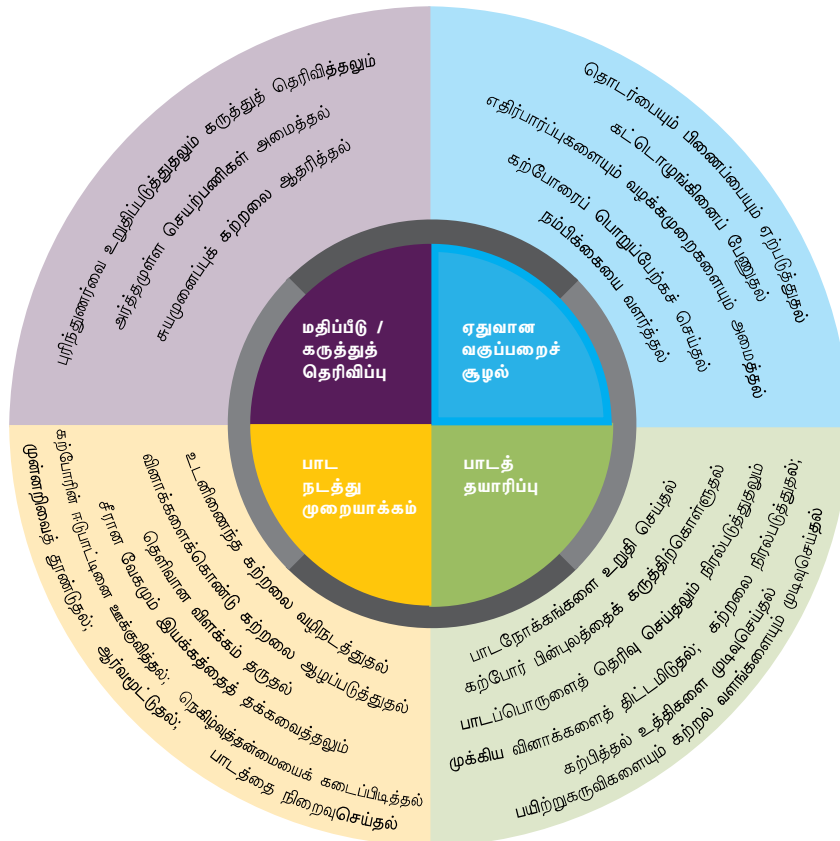 புரிந்துணர்வை உறுதிப்படுத்துதலும் கருத்துத் தெரிவித்தலும்
அர்த்தமுள்ள செயற்பணிகள் அமைத்தல்
சுயமுனைப்புக் கற்றலை ஆதரித்தல்
தொடர்பையும் பிணைப்பையும் ஏற்படுத்துதல்
கட்டொழுங்கினைப் பேணுதல்
எதிர்பார்ப்புகளையும் வழக்கமுறைகளையும் அமைத்தல்
கற்போரைப் பொறுப்பேற்கச் செய்தல்
நம்பிக்கையை வளர்த்தல்
மதிப்பீடு /
கருத்துத்
தெரிவிப்பு
ஏதுவான
வகுப்பறைச்
சூழல்
பாட
நடத்து
முறையாக்கம்
பாடத்
தயாரிப்பு
உடனிணைந்த கற்றலை வழிநடத்துதல்
வினாக்களைக்கொண்டு கற்றலை ஆழப்படுத்துதல்
தெளிவான விளக்கம் தருதல்
சீரான வேகமும் இயக்கத்தைத் தக்கவைத்தலும்
கற்போரின் ஈடுபாட்டினை ஊக்குவித்தல்; நெகிழ்வுத்தன்மையைக் கடைப்பிடித்தல்
முன்னறிவைத் தூண்டுதல்; ஆர்வமூட்டுதல்; பாடத்தை நிறைவுசெய்தல்
பாடநோக்கங்களை உறுதி செய்தல்
கற்போர் பின்புலத்தைக் கருத்திற்கொள்ளுதல்
பாடப்பொருளைத் தெரிவு செய்தலும் நிரல்படுத்துதலும்
முக்கிய வினாக்களைத் திட்டமிடுதல்; கற்றலை நிரல்படுத்துதல்;
கற்பித்தல் உத்திகளை முடிவுசெய்தல்
பயிற்றுகருவிகளையும் கற்றல் வளங்களையும் முடிவுசெய்தல்